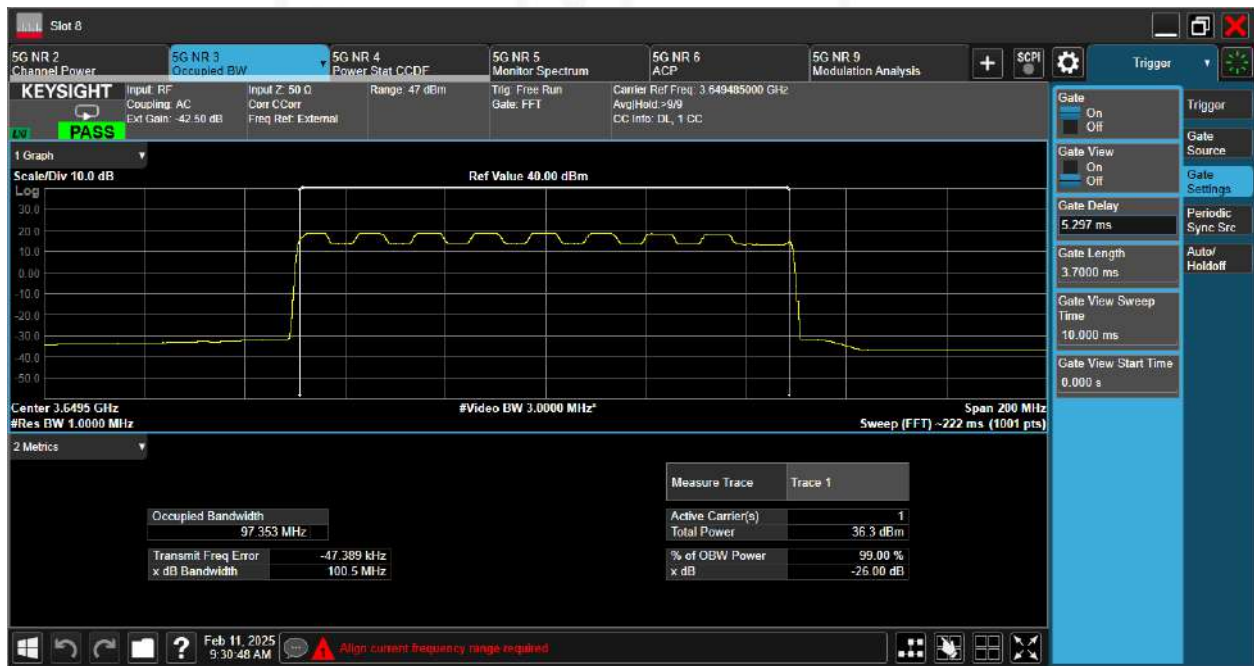 Slot 8
5G NR 2
Channel Power
5G NR 3
Occupied BW
5G NR 4
Power Stat CCDF
5G NR 5
Monitor Spectrum
5G NR 6
ACP
5G NR 9
Modulation Analysis
SCPI
Trigger
KEYSIGHT
PASS
Input: RF
Coupling: AC
Ext Gain: -42.50 dB
Input Z: 50 Ω
Corr CCorr
Freq Ref: External
Range: 47 dBm
Trig: Free Run
Gate: FFT
Carrier Ref Freq: 3.649485000 GHz
Avg|Hold:>9/9
CC Info: DL, 1 CC
1 Graph
Scale/Div 10.0 dB
Ref Value 40.00 dBm
Log
30.0
20.0
10.0
0.00
-10.0
-20.0
-30.0
-40.0
-50.0
Center 3.6495 GHz
#Video BW 3.0000 MHz*
Span 200 MHz
#Res BW 1.0000 MHz
Sweep (FFT) ~222 ms (1001 pts)
2 Metrics
Measure Trace Trace 1
Occupied Bandwidth
97.353 MHz
Active Carrier(s) 1
Total Power 36.3 dBm
Transmit Freq Error -47.389 kHz
x dB Bandwidth 100.5 MHz
% of OBW Power 99.00 %
x dB -26.00 dB
Gate
On
Off
Gate View
On
Off
Gate Delay
5.297 ms
Gate Length
3.7000 ms
Gate View Sweep
Time
10.000 ms
Gate View Start Time
0.000 s
Trigger
Gate
Source
Gate
Settings
Periodic
Sync Src
Auto/
Holdoff
?
Feb 11, 2025
9:30:48 AM
Align current frequency range required